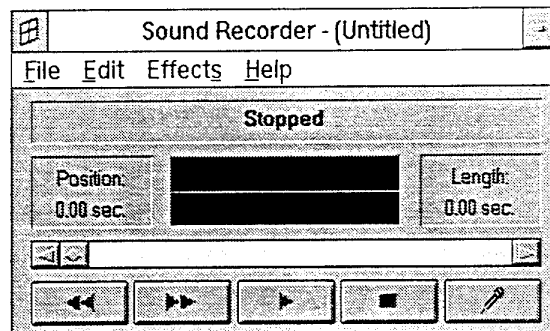 Sound Recorder - (Untitled)
File Edit Effects Help
Stopped
Position: Length:
0.00 sec. 0.00 sec.